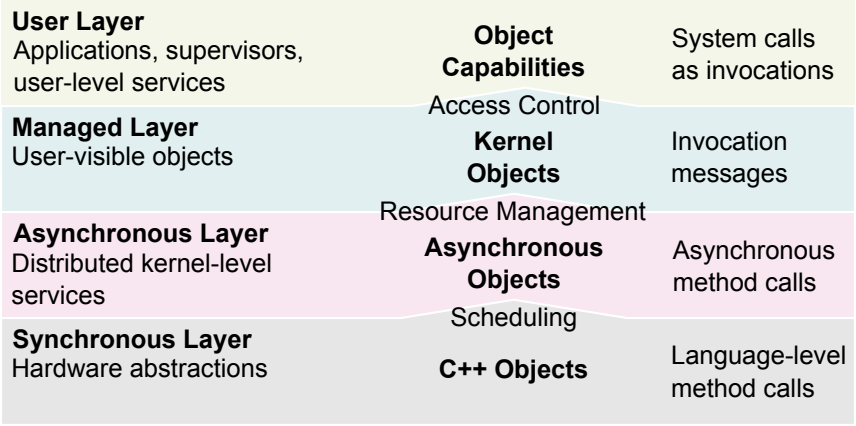 User Layer
Applications, supervisors,
user-level services
Object
Capabilities
System calls
as invocations
Access Control
Managed Layer
User-visible objects
Kernel
Objects
Invocation
messages
Resource Management
Asynchronous Layer
Distributed kernel-level
services
Asynchronous
Objects
Asynchronous
method calls
Scheduling
Synchronous Layer
Hardware abstractions
C++ Objects
Language-level
method calls